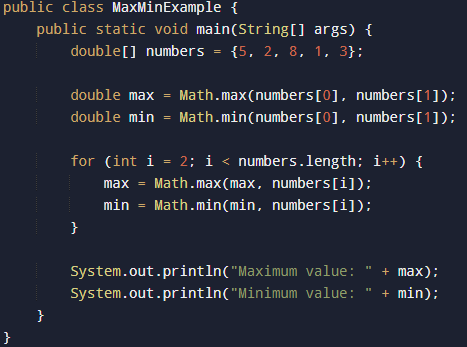 public class MaxMinExample {
    public static void main(String[] args) {
        double[] numbers = {5, 2, 8, 1, 3};

        double max = Math.max(numbers[0], numbers[1]);
        double min = Math.min(numbers[0], numbers[1]);

        for (int i = 2; i < numbers.length; i++) {
            max = Math.max(max, numbers[i]);
            min = Math.min(min, numbers[i]);
        }

        System.out.println("Maximum value: " + max);
        System.out.println("Minimum value: " + min);
    }
}